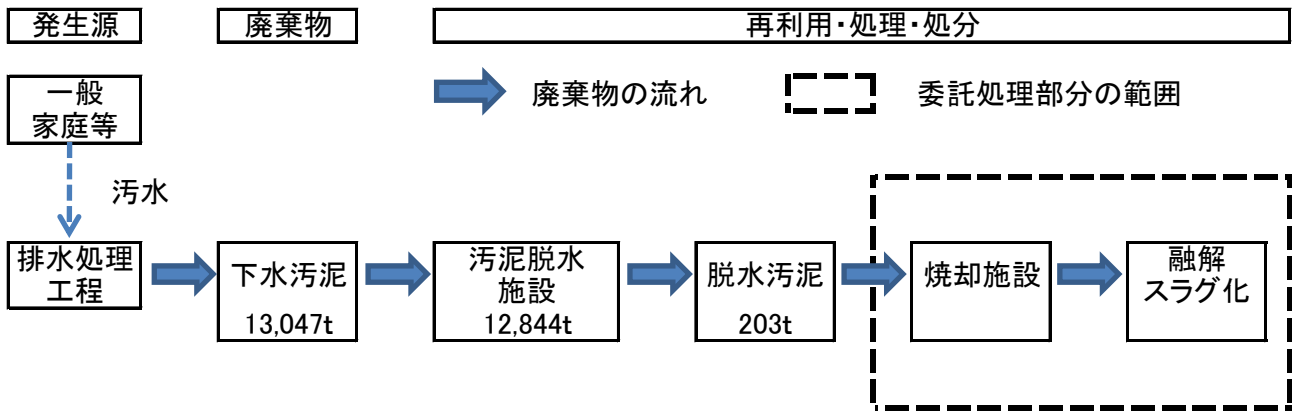 発生源
廃棄物
再利用・処理・処分
一般
家庭等
廃棄物の流れ
委託処理部分の範囲
汚水
排水処理
工程
下水汚泥
13,047t
汚泥脱水
施設
12,844t
脱水汚泥
203t
焼却施設
融解
スラグ化